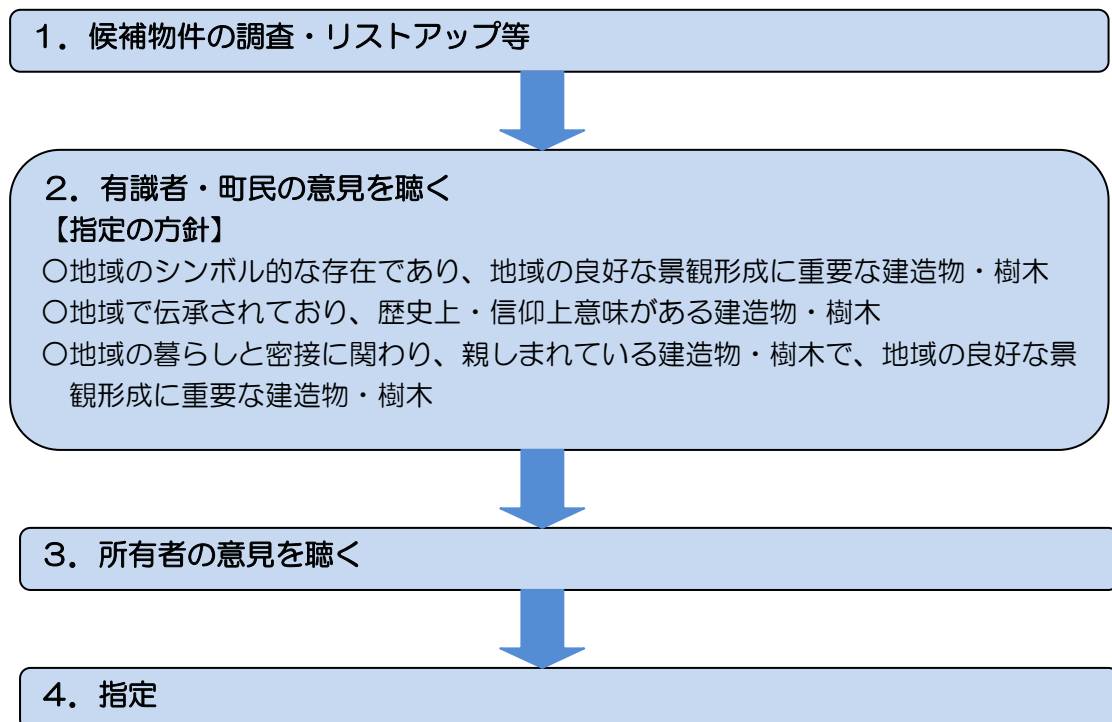 １．候補物件の調査・リストアップ等
２．有識者・町民の意見を聴く
【指定の方針】
○地域のシンボル的な存在であり、地域の良好な景観形成に重要な建造物・樹木
○地域で伝承されており、歴史上・信仰上意味がある建造物・樹木
○地域の暮らしと密接に関わり、親しまれている建造物・樹木で、地域の良好な景
観形成に重要な建造物・樹木
３．所有者の意見を聴く
４．指定